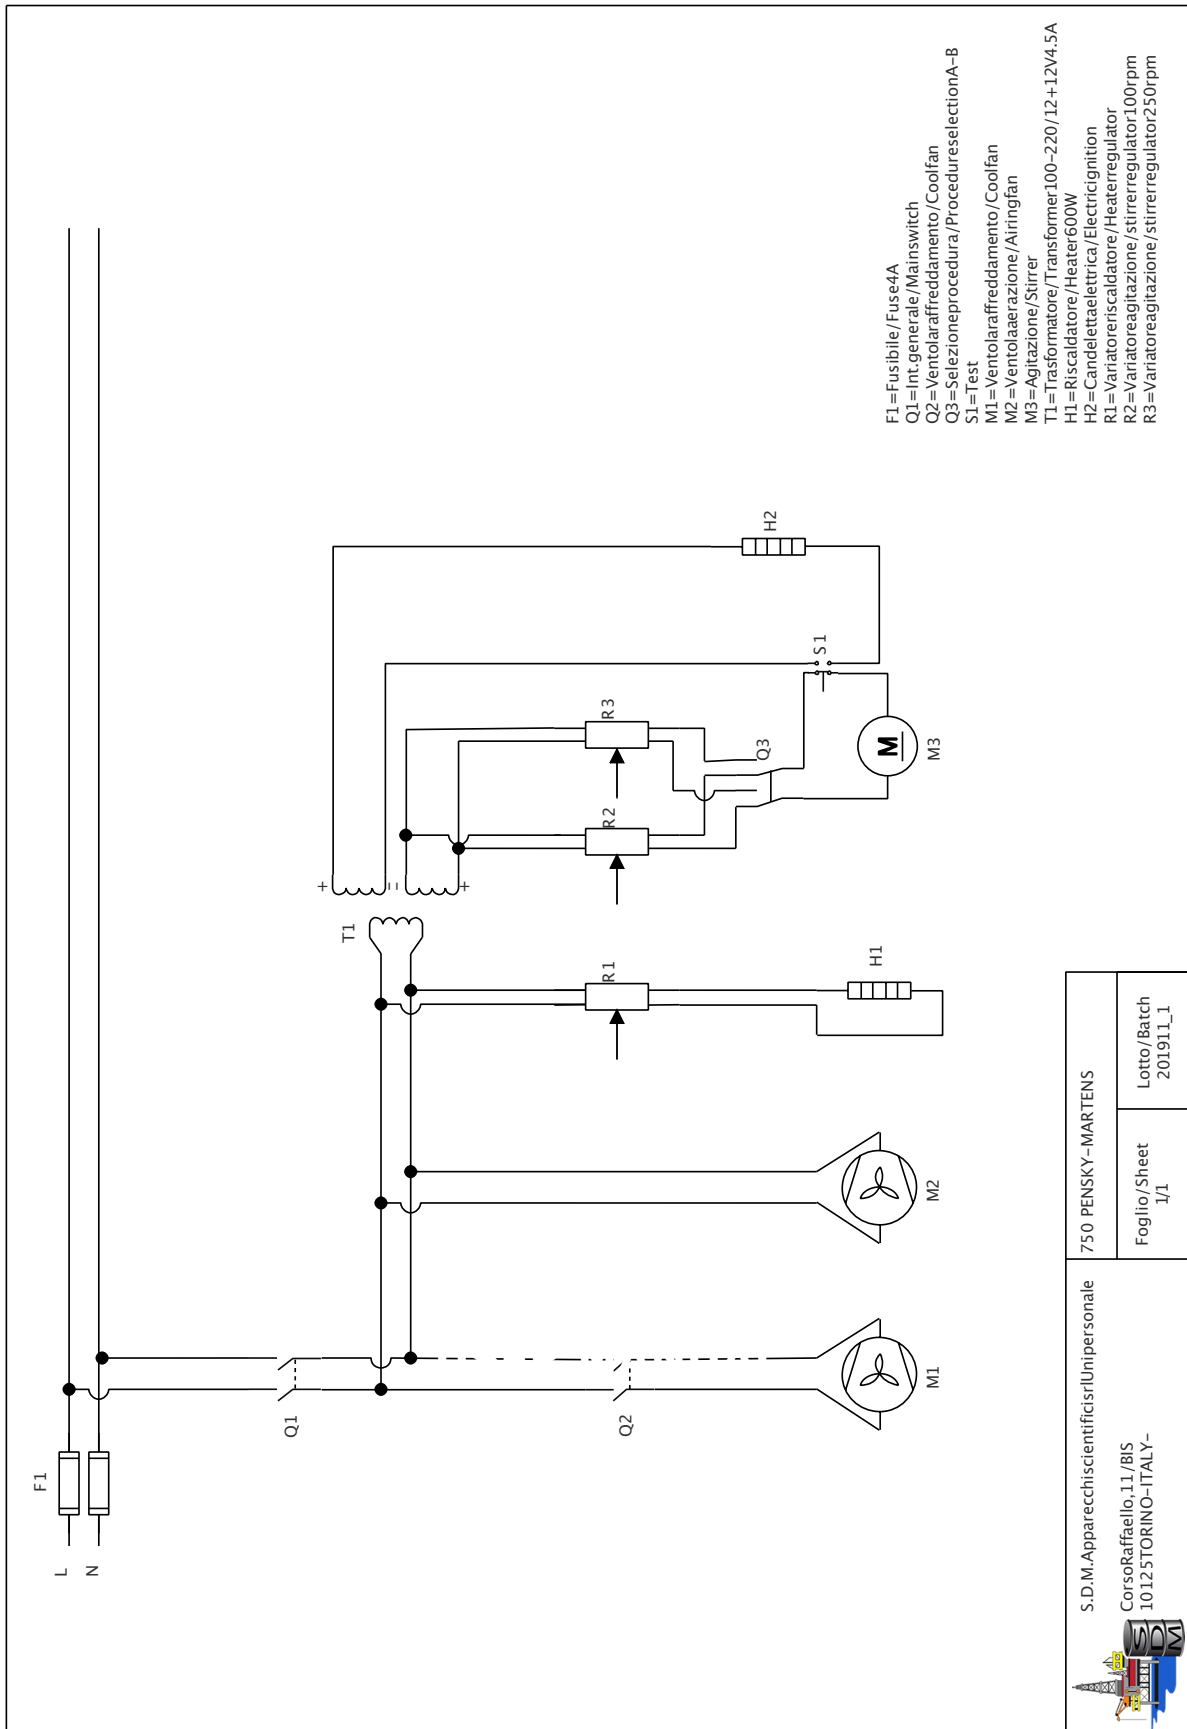 L
N
F1
Q1
Q2
M1
M2
T1
+
=
+
R1
H1
R2
R3
Q3
S1
M
M3
H2
F1=Fusibile/Fuse4A
Q1=Int.generale/Mainswitch
Q2=Ventolaraffreddamento/Coolfan
Q3=Selezioneprocedura/ProcedureselectionA-B
S1=Test
M1=Ventolaraffreddamento/Coolfan
M2=Ventolaaerazione/Airingfan
M3=Agitazione/Stirrer
T1=Trasformatore/Transformer100-220/12+12V4.5A
H1=Riscaldatore/Heater600W
H2=Candelettaelettrica/Electricignition
R1=Variatoreriscaldatore/Heaterregulator
R2=Variatoreagitazione/stirrerregulator100rpm
R3=Variatoreagitazione/stirrerregulator250rpm
S.D.M.ApparecchiscientificisrlUnipersonale
CorsoRaffaello,11/BIS
10125TORINO-ITALY-
SDM
750 PENSKY-MARTENS
Foglio/Sheet
1/1
Lotto/Batch
201911_1